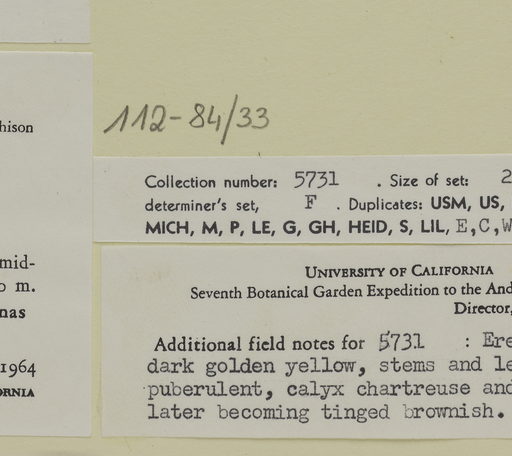 112-84/33
hison
mid-
o m.
nas
1964
ORNIA
Collection number: 5731 . Size of set: 2
determiner's set, F . Duplicates: USM, US,
MICH, M, P, LE, G, GH, HEID, S, LIL, E,C,W
UNIVERSITY OF CALIFORNIA
Seventh Botanical Garden Expedition to the And
Director,
Additional field notes for 5731 : Ere
dark golden yellow, stems and le
puberulent, calyx chartreuse and
later becoming tinged brownish.